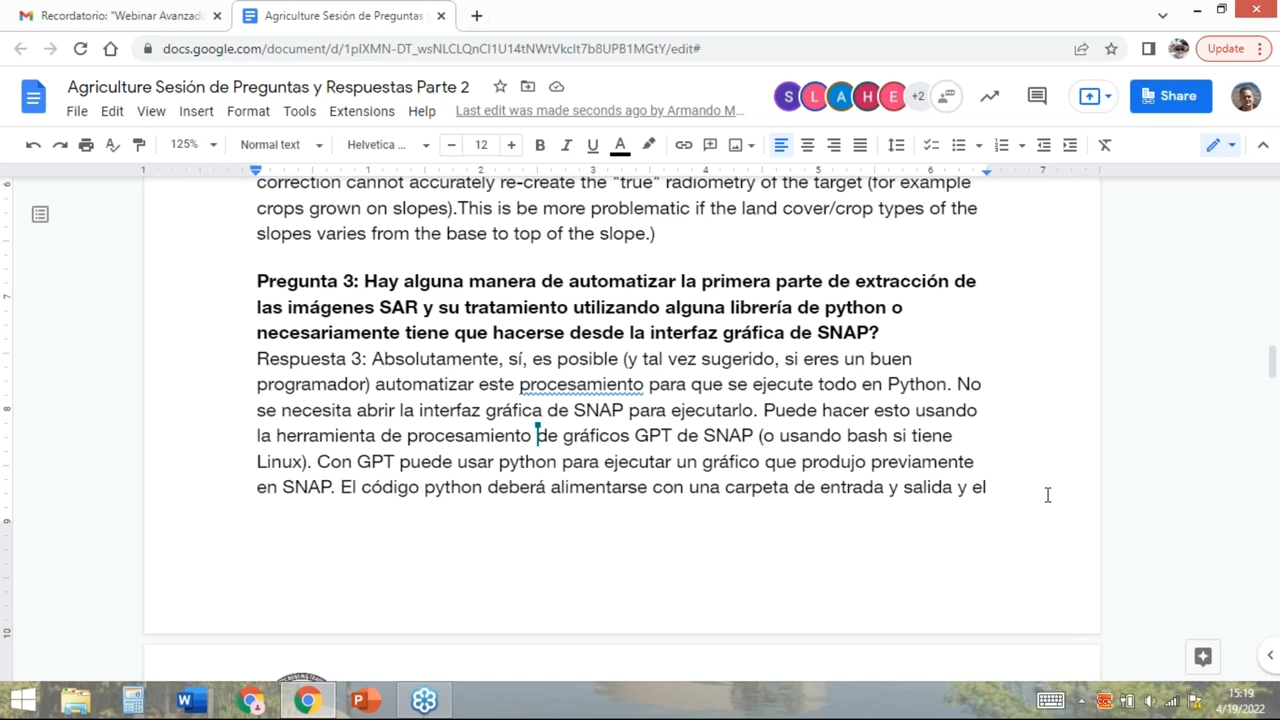 Recordatorio: "Webinar Avanzado
Agriculture Sesión de Preguntas
docs.google.com/document/d/1pIXMN-DT_wsNLCLQnCI1U14tNWtVkclt7b8UPB1MGtY/edit#
Update
Agriculture Sesión de Preguntas y Respuestas Parte 2
S L A H E +2
Share
File Edit View Insert Format Tools Extensions Help Last edit was made seconds ago by Armando M...
125% Normal text Helvetica ... 12
1 1 2 3 4 5 6 7
correction cannot accurately re-create the "true" radiometry of the target (for example
crops grown on slopes).This is be more problematic if the land cover/crop types of the
slopes varies from the base to top of the slope.)
Pregunta 3: Hay alguna manera de automatizar la primera parte de extracción de
las imágenes SAR y su tratamiento utilizando alguna librería de python o
necesariamente tiene que hacerse desde la interfaz gráfica de SNAP?
Respuesta 3: Absolutamente, sí, es posible (y tal vez sugerido, si eres un buen
programador) automatizar este procesamiento para que se ejecute todo en Python. No
se necesita abrir la interfaz gráfica de SNAP para ejecutarlo. Puede hacer esto usando
la herramienta de procesamiento de gráficos GPT de SNAP (o usando bash si tiene
Linux). Con GPT puede usar python para ejecutar un gráfico que produjo previamente
en SNAP. El código python deberá alimentarse con una carpeta de entrada y salida y el
15:19
4/19/2022